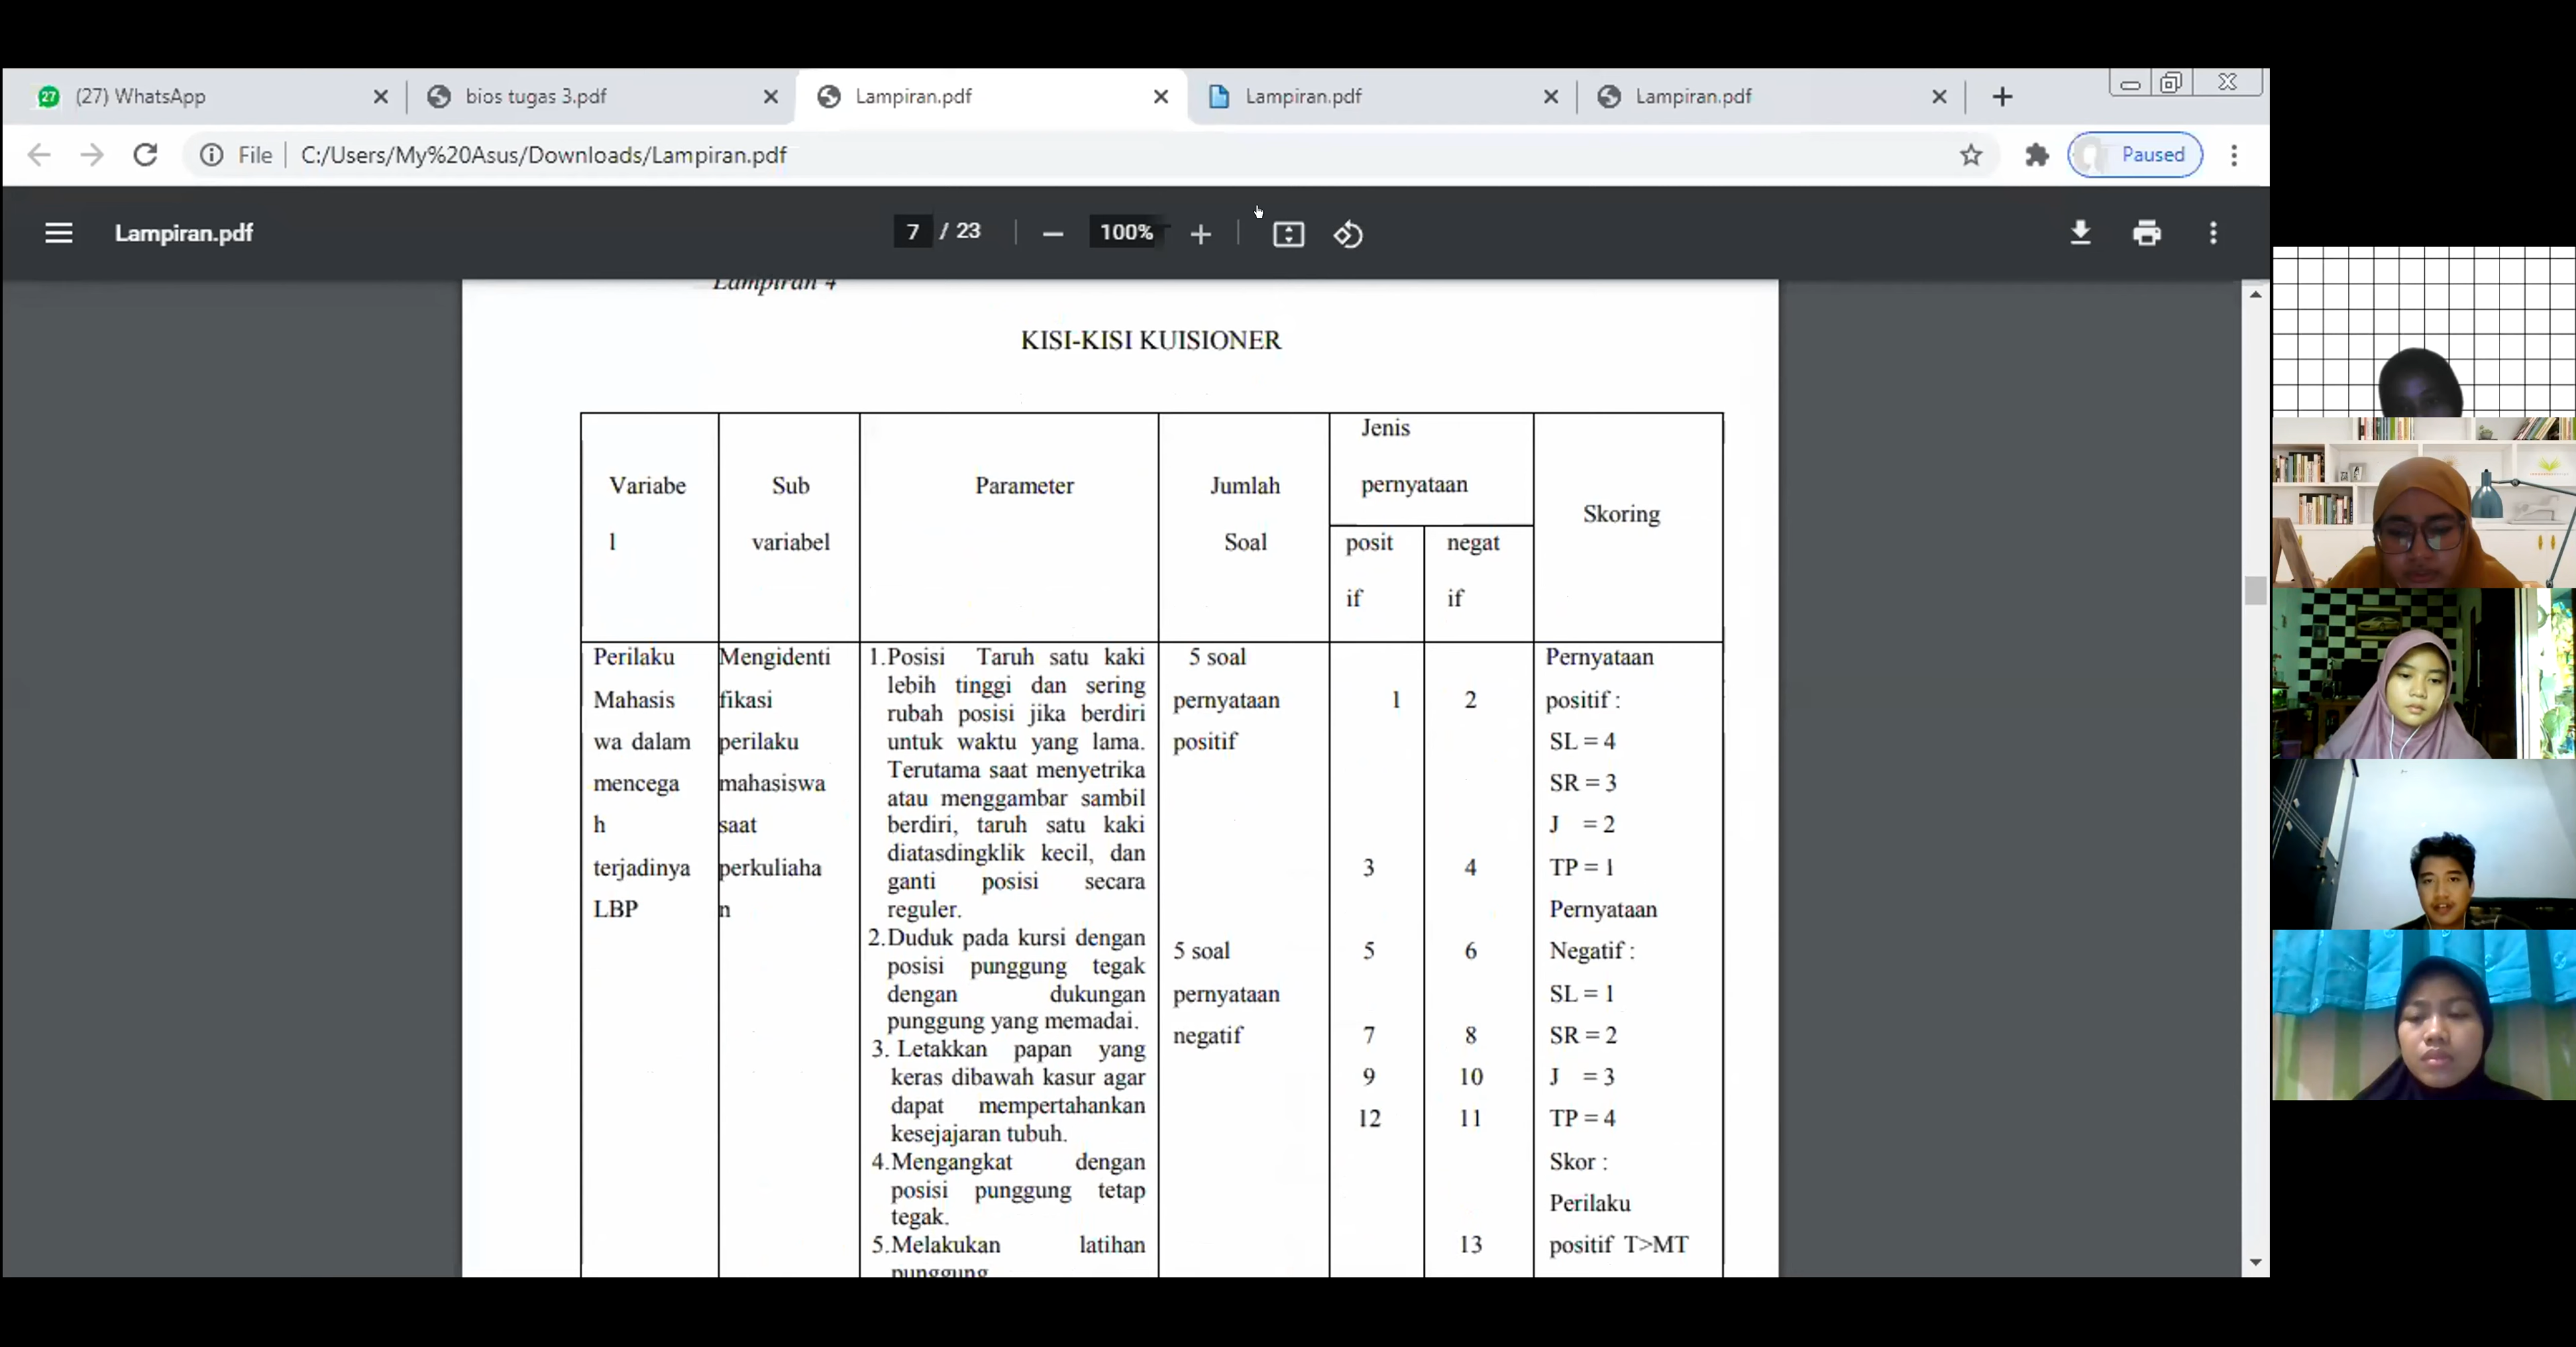 27 (27) WhatsApp
bios tugas 3.pdf
Lampiran.pdf
Lampiran.pdf
Lampiran.pdf
File C:/Users/My%20Asus/Downloads/Lampiran.pdf
Paused
Lampiran.pdf
7 / 23
100%
Lampiran 4
KISI-KISI KUISIONER
Variabe
l
Sub
variabel
Parameter
Jumlah
Soal
Jenis
pernyataan
posit
if
negat
if
Skoring
Perilaku
Mahasis
wa dalam
mencega
h
terjadinya
LBP
Mengidenti
fikasi
perilaku
mahasiswa
saat
perkuliaha
n
1.Posisi Taruh satu kaki
lebih tinggi dan sering
rubah posisi jika berdiri
untuk waktu yang lama.
Terutama saat menyetrika
atau menggambar sambil
berdiri, taruh satu kaki
diatasdingklik kecil, dan
ganti posisi secara
reguler.
2.Duduk pada kursi dengan
posisi punggung tegak
dengan dukungan
punggung yang memadai.
3. Letakkan papan yang
keras dibawah kasur agar
dapat mempertahankan
kesejajaran tubuh.
4.Mengangkat dengan
posisi punggung tetap
tegak.
5.Melakukan latihan
punggung
5 soal
pernyataan
positif
5 soal
pernyataan
negatif
1
3
5
7
9
12
2
4
6
8
10
11
13
Pernyataan
positif :
SL = 4
SR = 3
J = 2
TP = 1
Pernyataan
Negatif :
SL = 1
SR = 2
J = 3
TP = 4
Skor :
Perilaku
positif T>MT